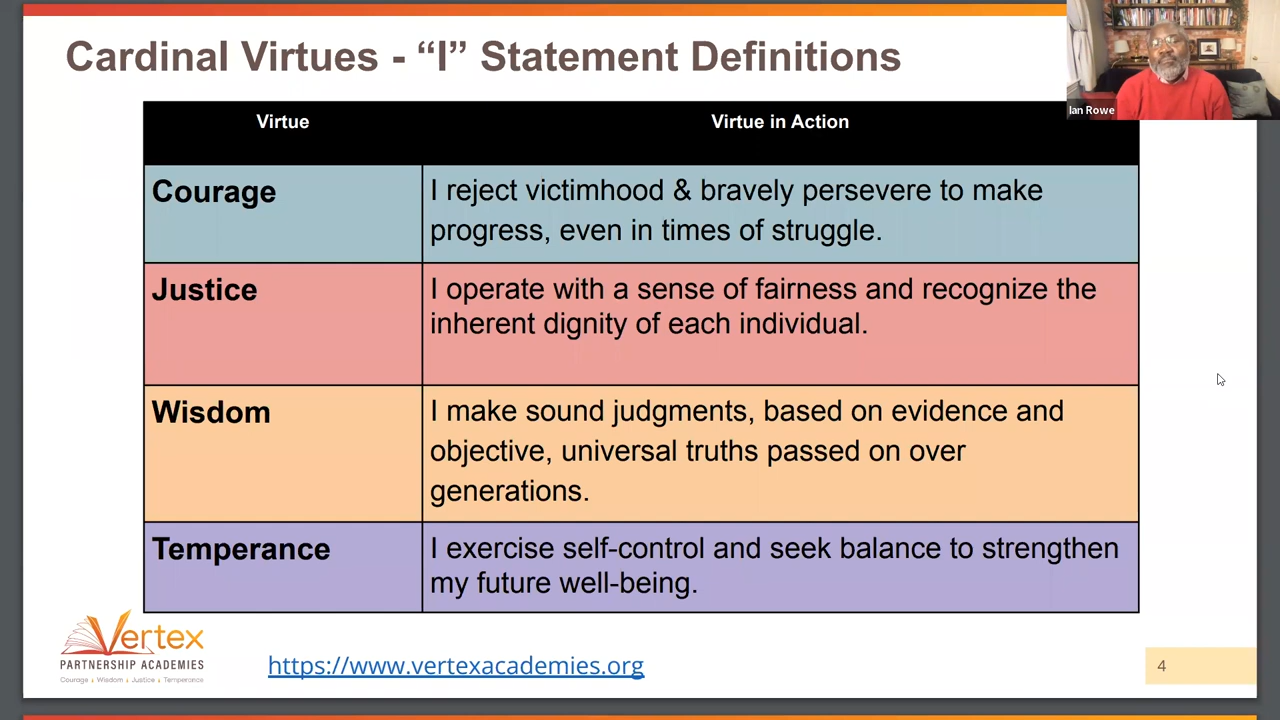 Cardinal Virtues - “I” Statement Definitions
Ian Rowe
Virtue Virtue in Action
Courage
I reject victimhood & bravely persevere to make
progress, even in times of struggle.
Justice
I operate with a sense of fairness and recognize the
inherent dignity of each individual.
Wisdom
I make sound judgments, based on evidence and
objective, universal truths passed on over
generations.
Temperance
I exercise self-control and seek balance to strengthen
my future well-being.
Vertex
PARTNERSHIP ACADEMIES
Courage Wisdom Justice Temperance
https://www.vertexacademies.org
4